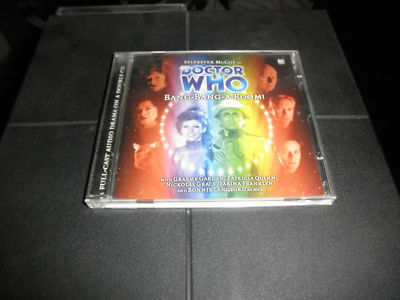 SYLVESTER MCCOY in
DOCTOR
WHO
BANG-BANG-A-BOOM!
FULL-CAST AUDIO DRAMA ON A DOUBLE CD
WITH GRAEME GARDEN, PATRICIA QUINN,
NICKOLAS GRACE, SABINA FRANKLYN
AND BONNIE LANGFORD AS MEL